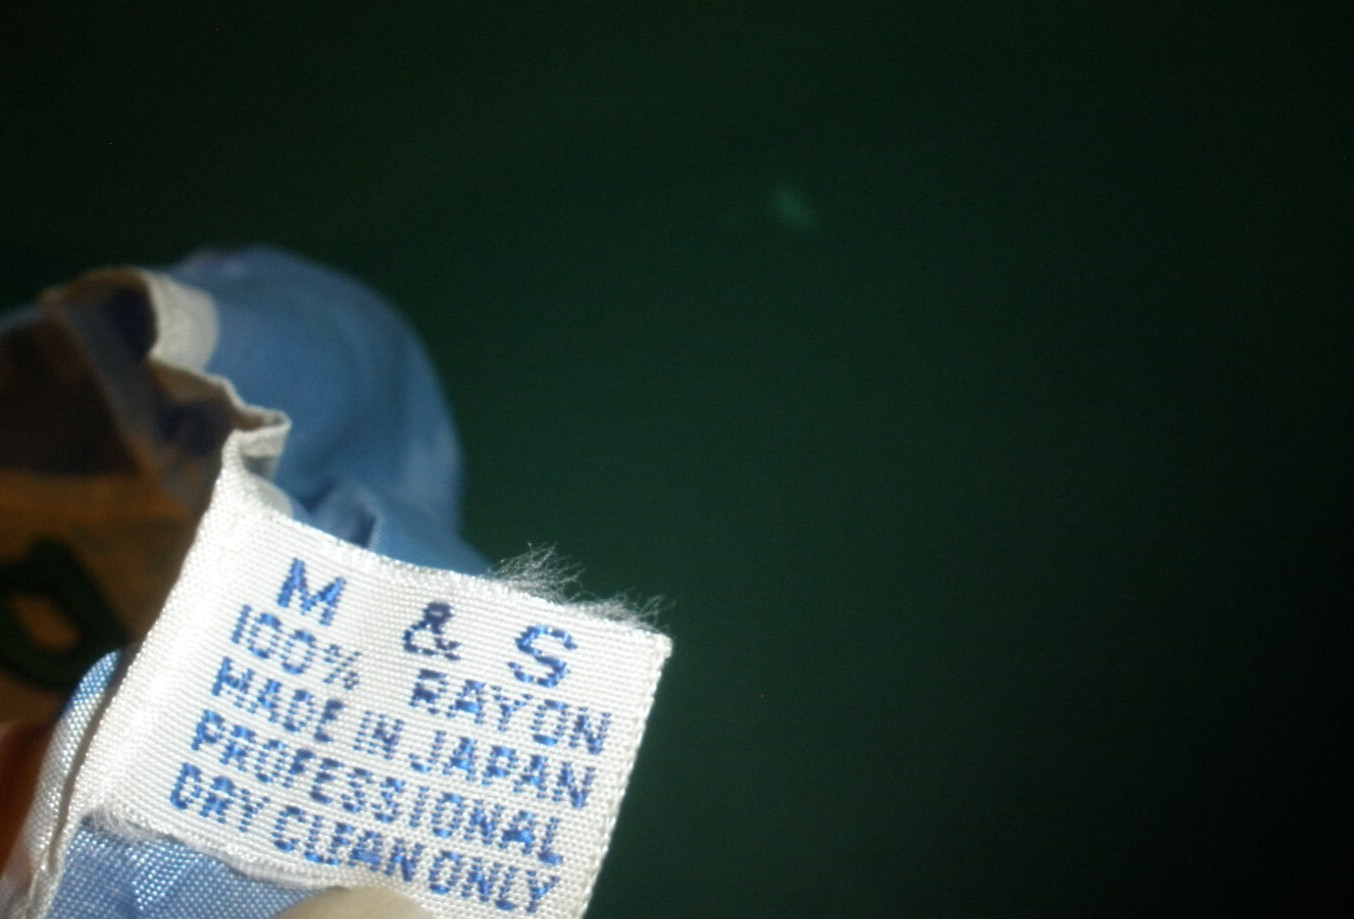 M & S
100% RAYON
MADE IN JAPAN
PROFESSIONAL
DRY CLEAN ONLY